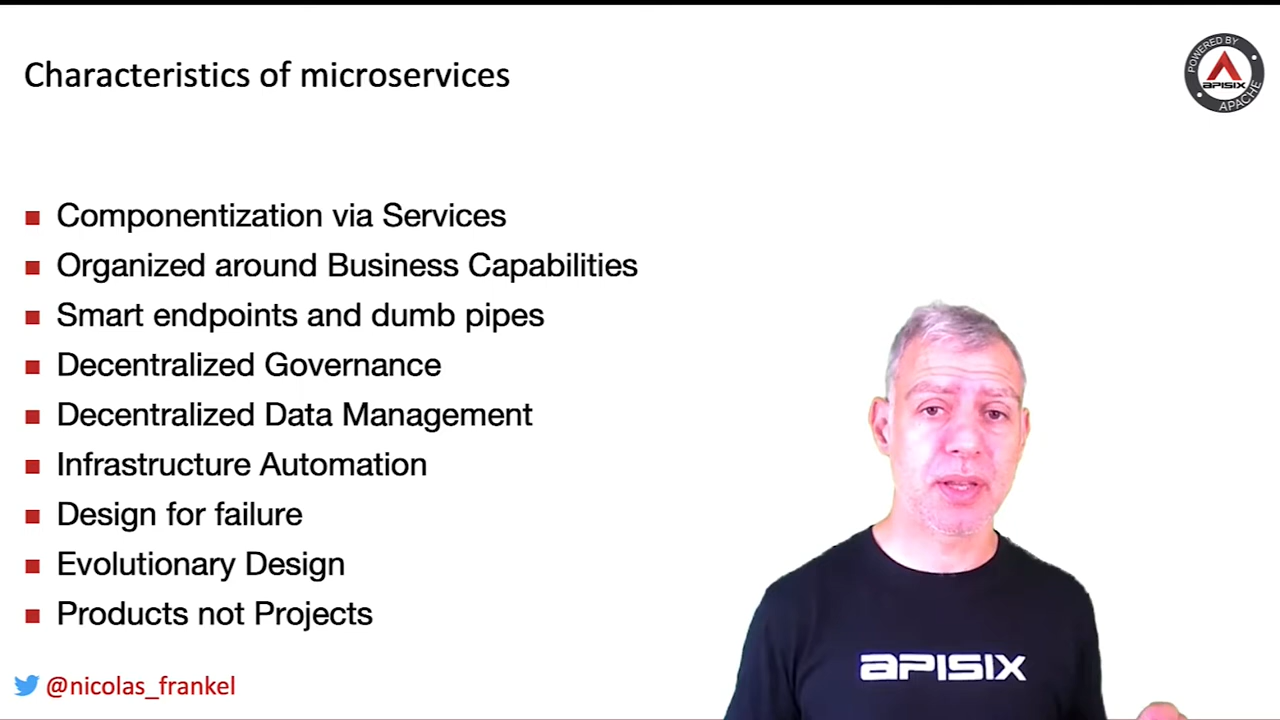 Characteristics of microservices
POWERED BY
APISIX
APACHE
Componentization via Services
Organized around Business Capabilities
Smart endpoints and dumb pipes
Decentralized Governance
Decentralized Data Management
Infrastructure Automation
Design for failure
Evolutionary Design
Products not Projects
APISIX
@nicolas_frankel